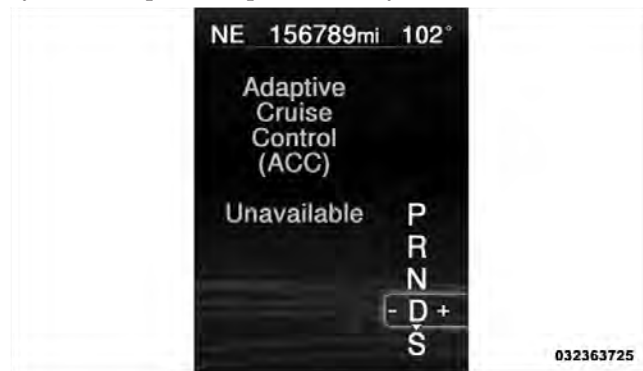 NE 156789mi 102°
Adaptive
Cruise
Control
(ACC)
Unavailable P
R
N
- D +
S
032363725